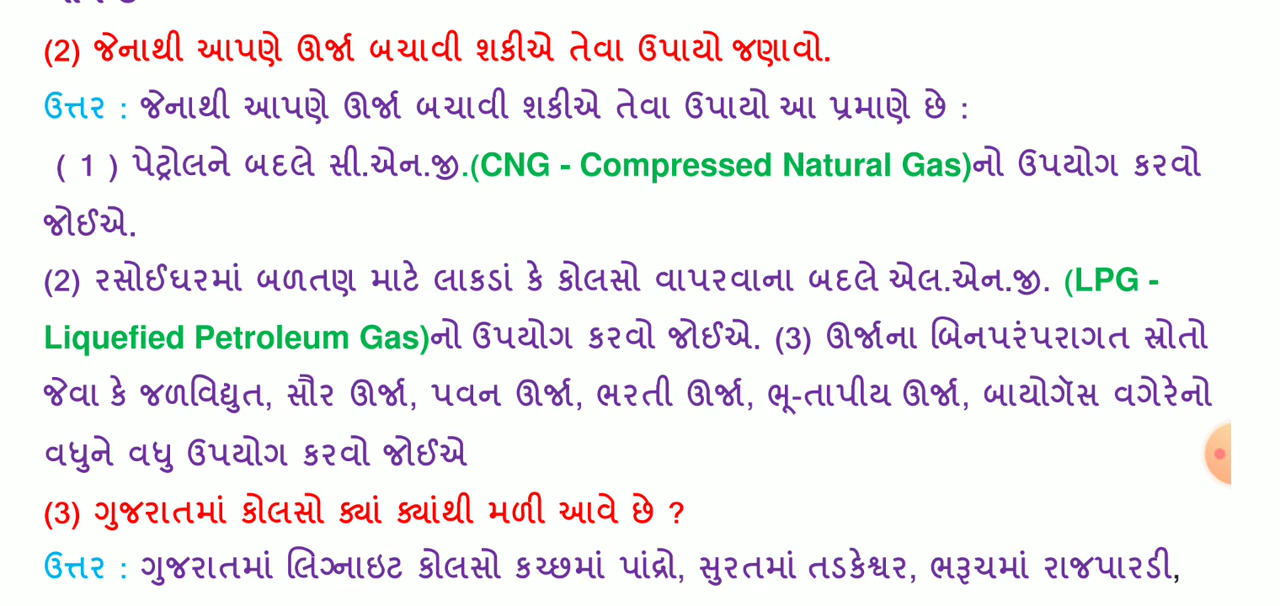 (2) જેનાથી આપણે ઊર્જા બચાવી શકીએ તેવા ઉપાયો જણાવો.
ઉત્તર : જેનાથી આપણે ઊર્જા બચાવી શકીએ તેવા ઉપાયો આ પ્રમાણે છે :
( 1 ) પેટ્રોલને બદલે સી.એન.જી.(CNG - Compressed Natural Gas)નો ઉપયોગ કરવો
જોઈએ.
(2) રસોઈઘરમાં બળતણ માટે લાકડાં કે કોલસો વાપરવાના બદલે એલ.એન.જી. (LPG -
Liquefied Petroleum Gas)નો ઉપયોગ કરવો જોઈએ. (3) ઊર્જાના બિનપરંપરાગત સ્રોતો
જેવા કે જળવિદ્યુત, સૌર ઊર્જા, પવન ઊર્જા, ભરતી ઊર્જા, ભૂ-તાપીય ઊર્જા, બાયોગૅસ વગેરેનો
વધુને વધુ ઉપયોગ કરવો જોઈએ
(3) ગુજરાતમાં કોલસો ક્યાં ક્યાંથી મળી આવે છે ?
ઉત્તર : ગુજરાતમાં લિગ્નાઇટ કોલસો કચ્છમાં પાંદ્રો, સુરતમાં તડકેશ્વર, ભરૂચમાં રાજપારડી,